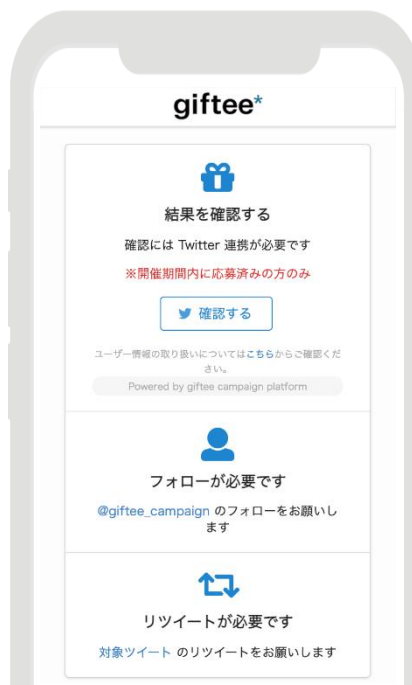 giftee*
結果を確認する
確認には Twitter 連携が必要です
※開催期間内に応募済みの方のみ
確認する
ユーザー情報の取り扱いについてはこちらからご確認くだ
さい。
Powered by giftee campaign platform
フォローが必要です
@giftee_campaign のフォローをお願いし
ます
リツイートが必要です
対象ツイート のリツイートをお願いします